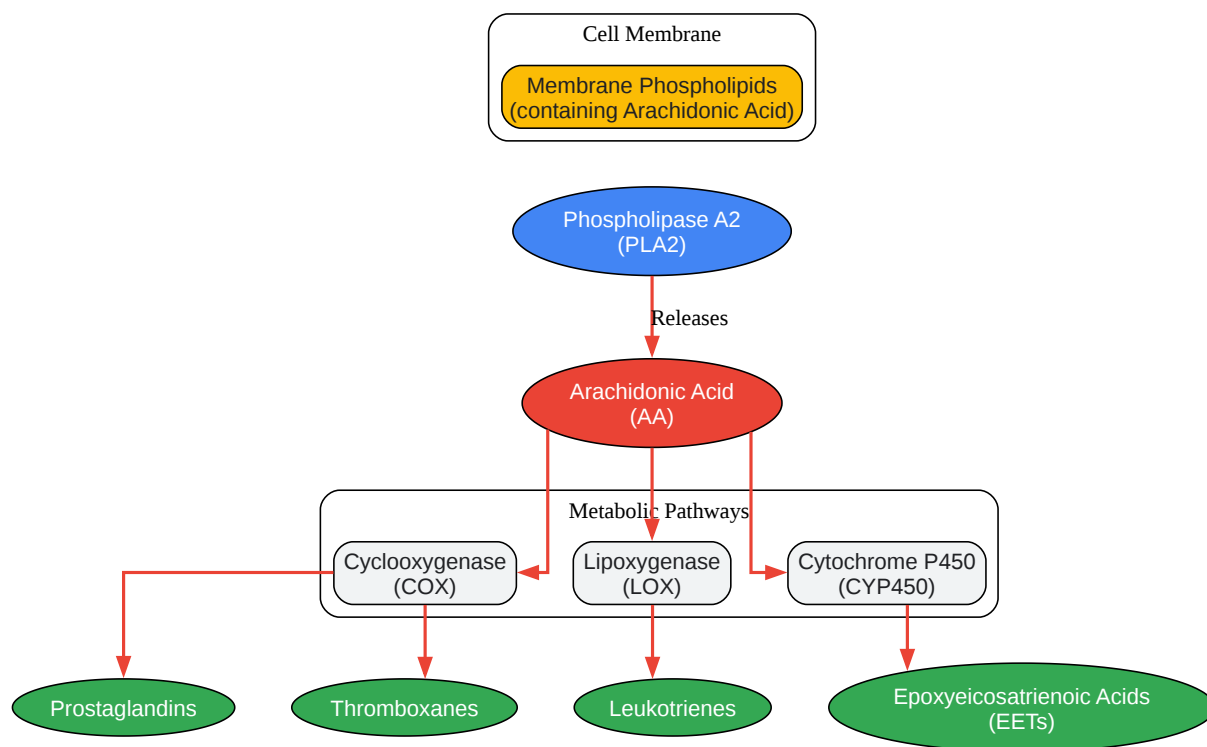 Cell Membrane
Membrane Phospholipids
(containing Arachidonic Acid)
Phospholipase A2
(PLA2)
Releases
Arachidonic Acid
(AA)
Metabolic Pathways
Cyclooxygenase
(COX)
Lipoxygenase
(LOX)
Cytochrome P450
(CYP450)
Prostaglandins
Thromboxanes
Leukotrienes
Epoxyeicosatrienoic Acids
(EETs)